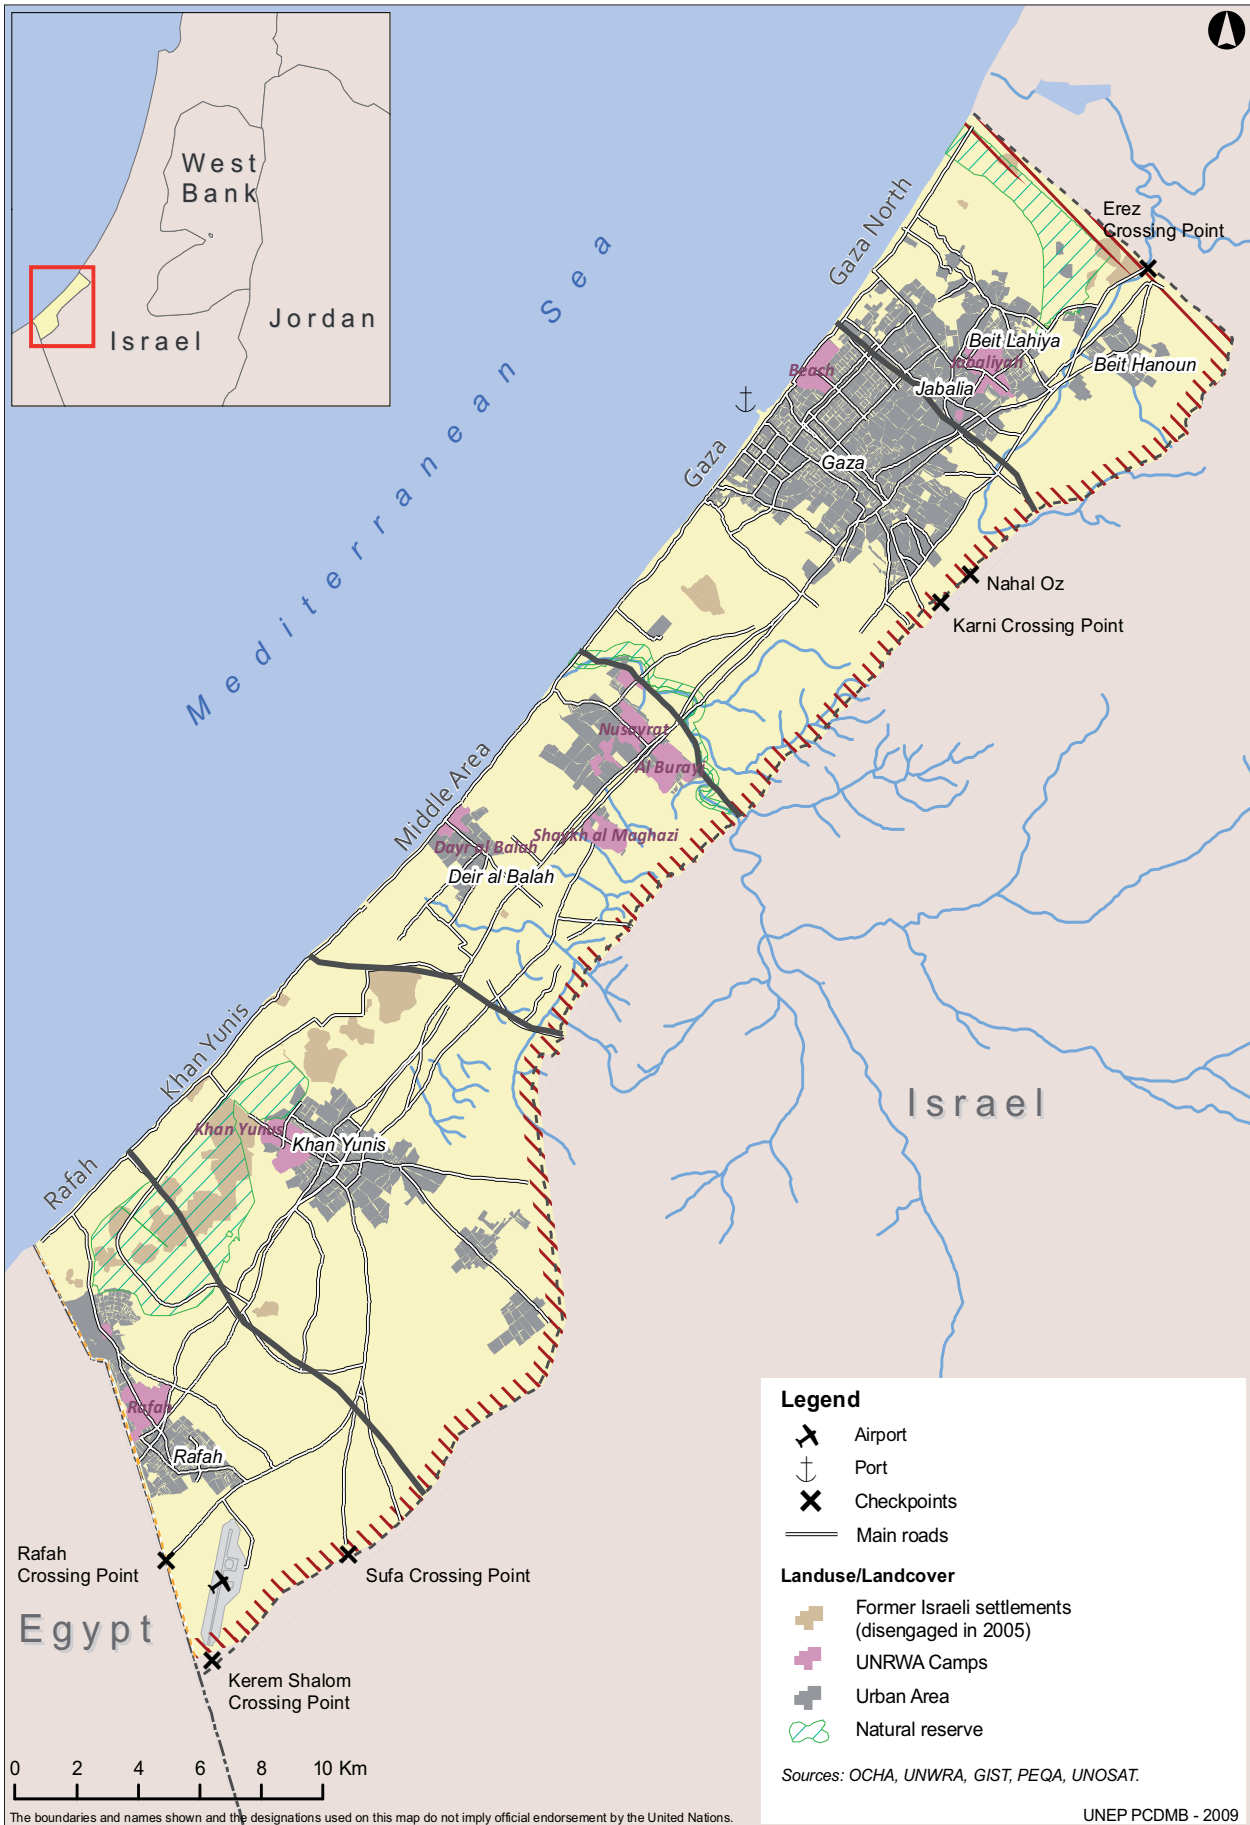 West
Bank
Israel
Jordan
Mediterranean Sea
Gaza North
Erez
Crossing Point
Beit Lahiya
Jabaliyah
Beit Hanoun
Beach
Jabalia
Gaza
Gaza
Nahal Oz
Karni Crossing Point
Nusayrat
Al Burayj
Middle Area
Shaykh al Maghazi
Dayr al Balah
Deir al Balah
Khan Yunis
Israel
Khan Yunus
Khan Yunis
Rafah
Rafah
Rafah
Rafah
Crossing Point
Sufa Crossing Point
Egypt
Kerem Shalom
Crossing Point
Legend
Airport
Port
Checkpoints
Main roads
Landuse/Landcover
Former Israeli settlements
(disengaged in 2005)
UNRWA Camps
Urban Area
Natural reserve
Sources: OCHA, UNWRA, GIST, PEQA, UNOSAT.
0 2 4 6 8 10 Km
The boundaries and names shown and the designations used on this map do not imply official endorsement by the United Nations.
UNEP PCDMB - 2009